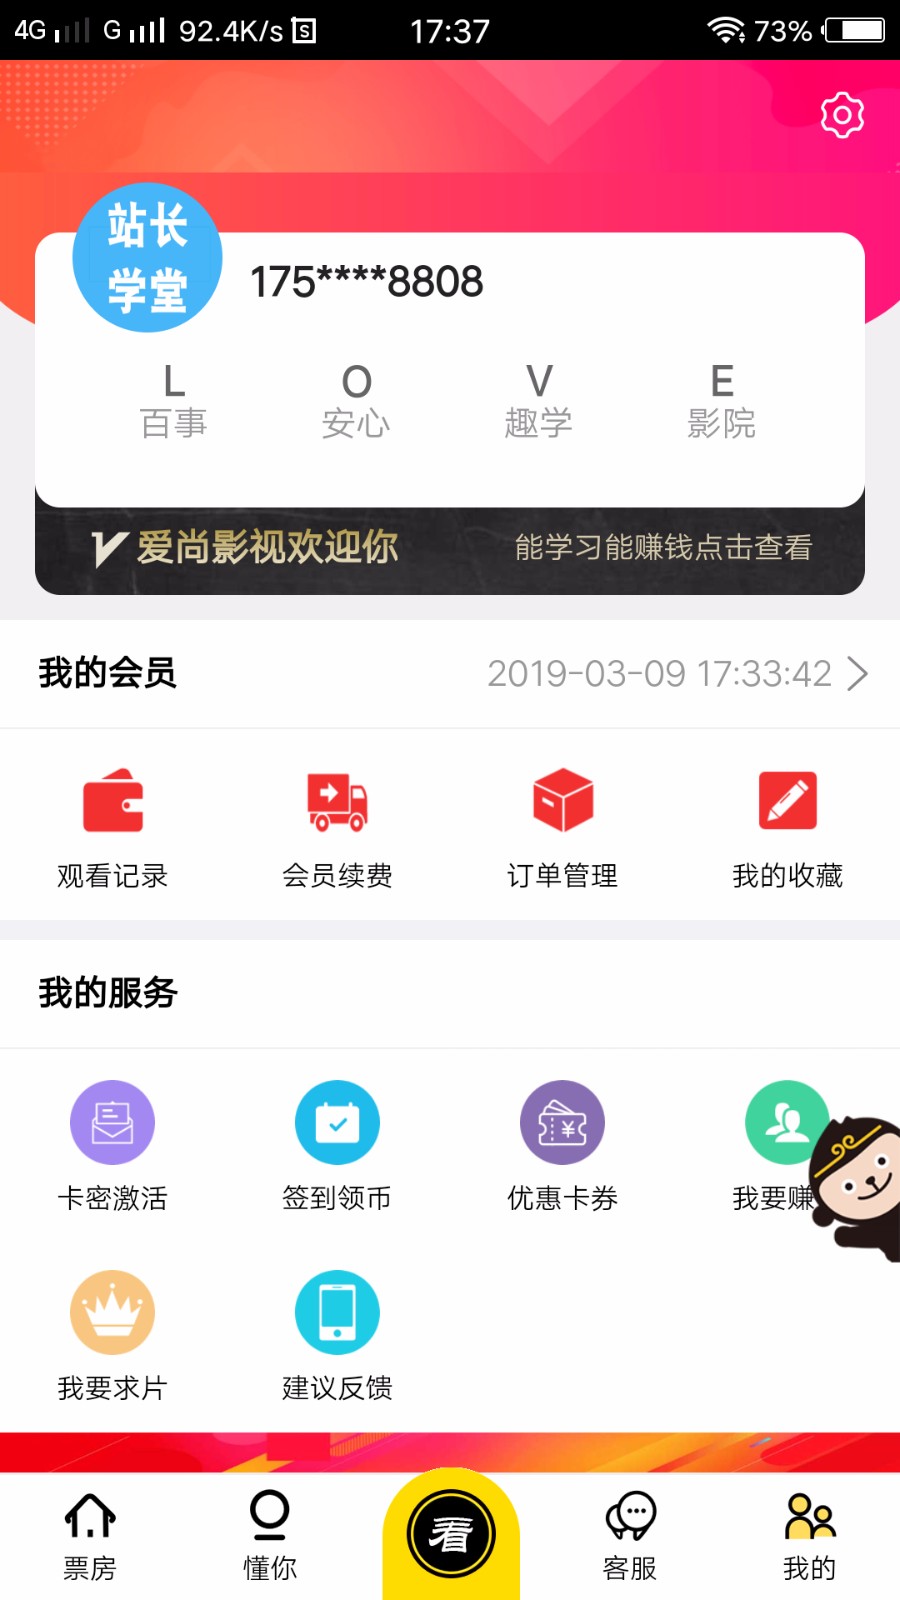 4G G 92.4K/s S 17:37 73%
站长
学堂
175****8808
L O V E
百事 安心 趣学 影院
V 爱尚影视欢迎你 能学习能赚钱点击查看
我的会员 2019-03-09 17:33:42
观看记录 会员续费 订单管理 我的收藏
我的服务
卡密激活 签到领币 优惠卡券 我要赚
我要求片 建议反馈
看
票房 懂你 客服 我的